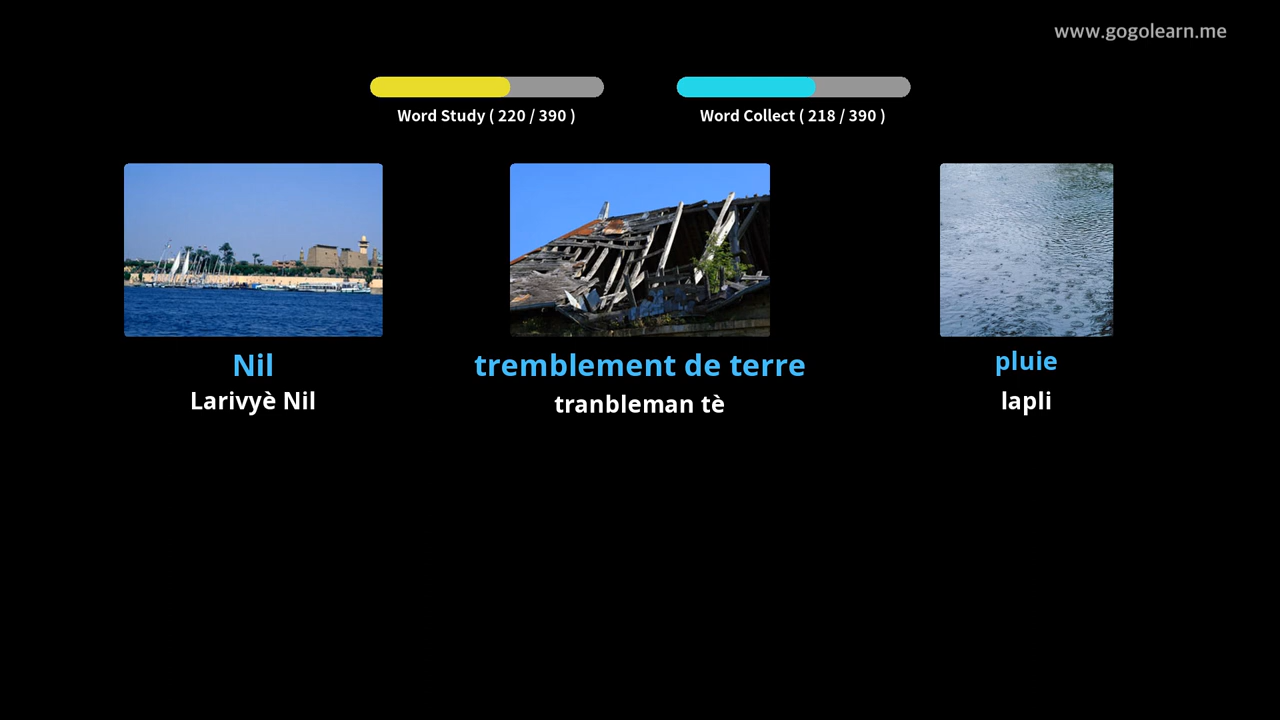 www.gogolearn.me
Word Study ( 220 / 390 )
Word Collect ( 218 / 390 )
Nil
Larivyè Nil
tremblement de terre
tranbleman tè
pluie
lapli